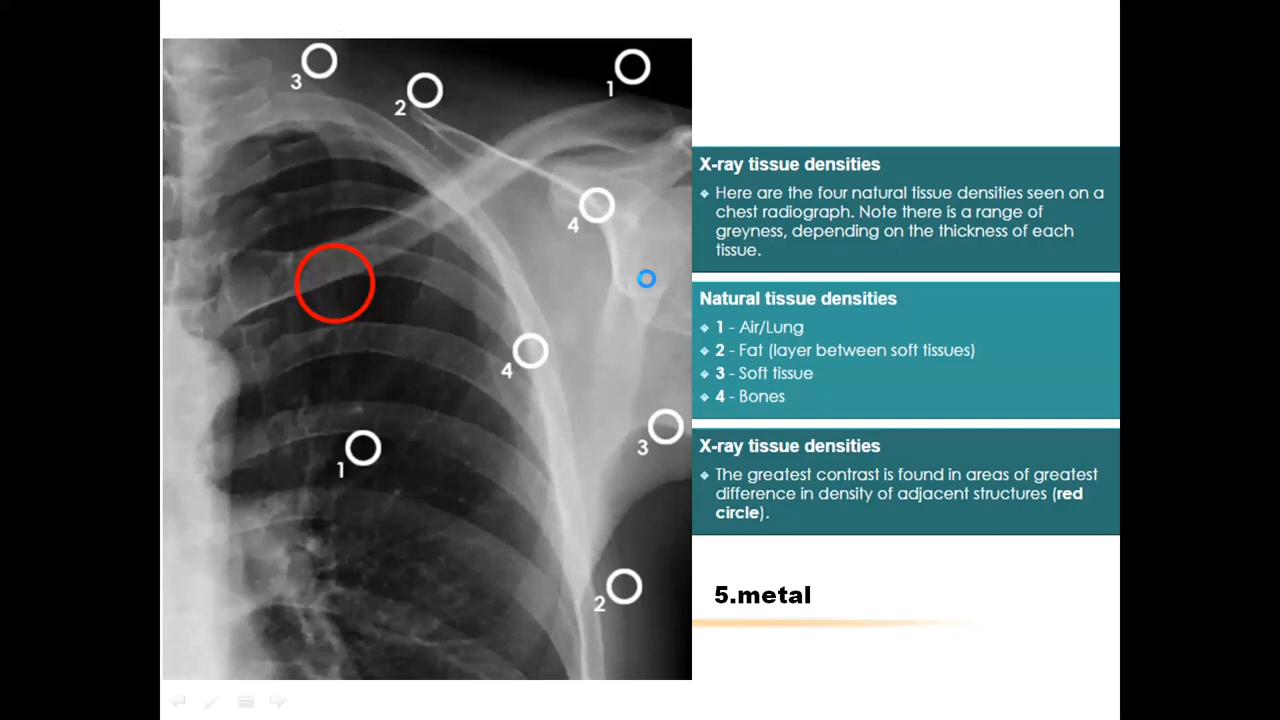 3
2
1
4
4
3
1
2
X-ray tissue densities
❖ Here are the four natural tissue densities seen on a
chest radiograph. Note there is a range of
greyness, depending on the thickness of each
tissue.
Natural tissue densities
❖ 1 - Air/Lung
❖ 2 - Fat (layer between soft tissues)
❖ 3 - Soft tissue
❖ 4 - Bones
X-ray tissue densities
❖ The greatest contrast is found in areas of greatest
difference in density of adjacent structures (red
circle).
5.metal